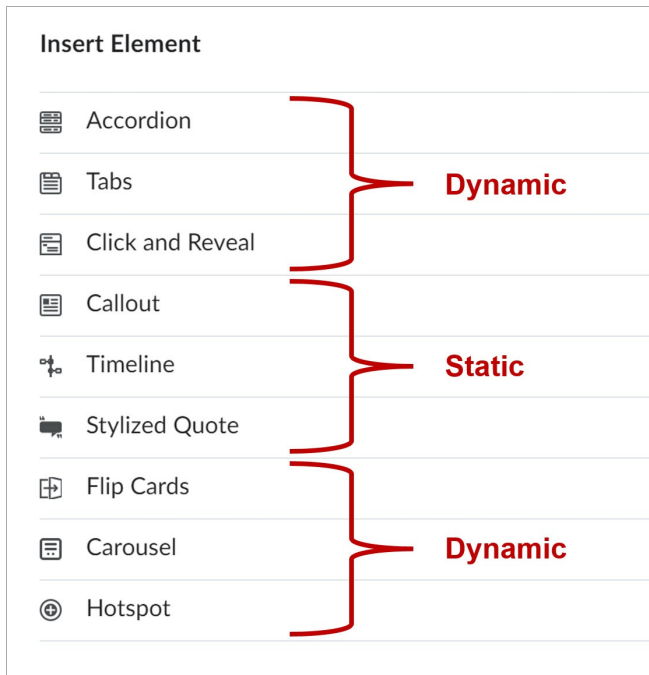 Insert Element
Accordion
Tabs
Dynamic
Click and Reveal
Callout
Timeline
Static
Stylized Quote
Flip Cards
Carousel
Dynamic
Hotspot